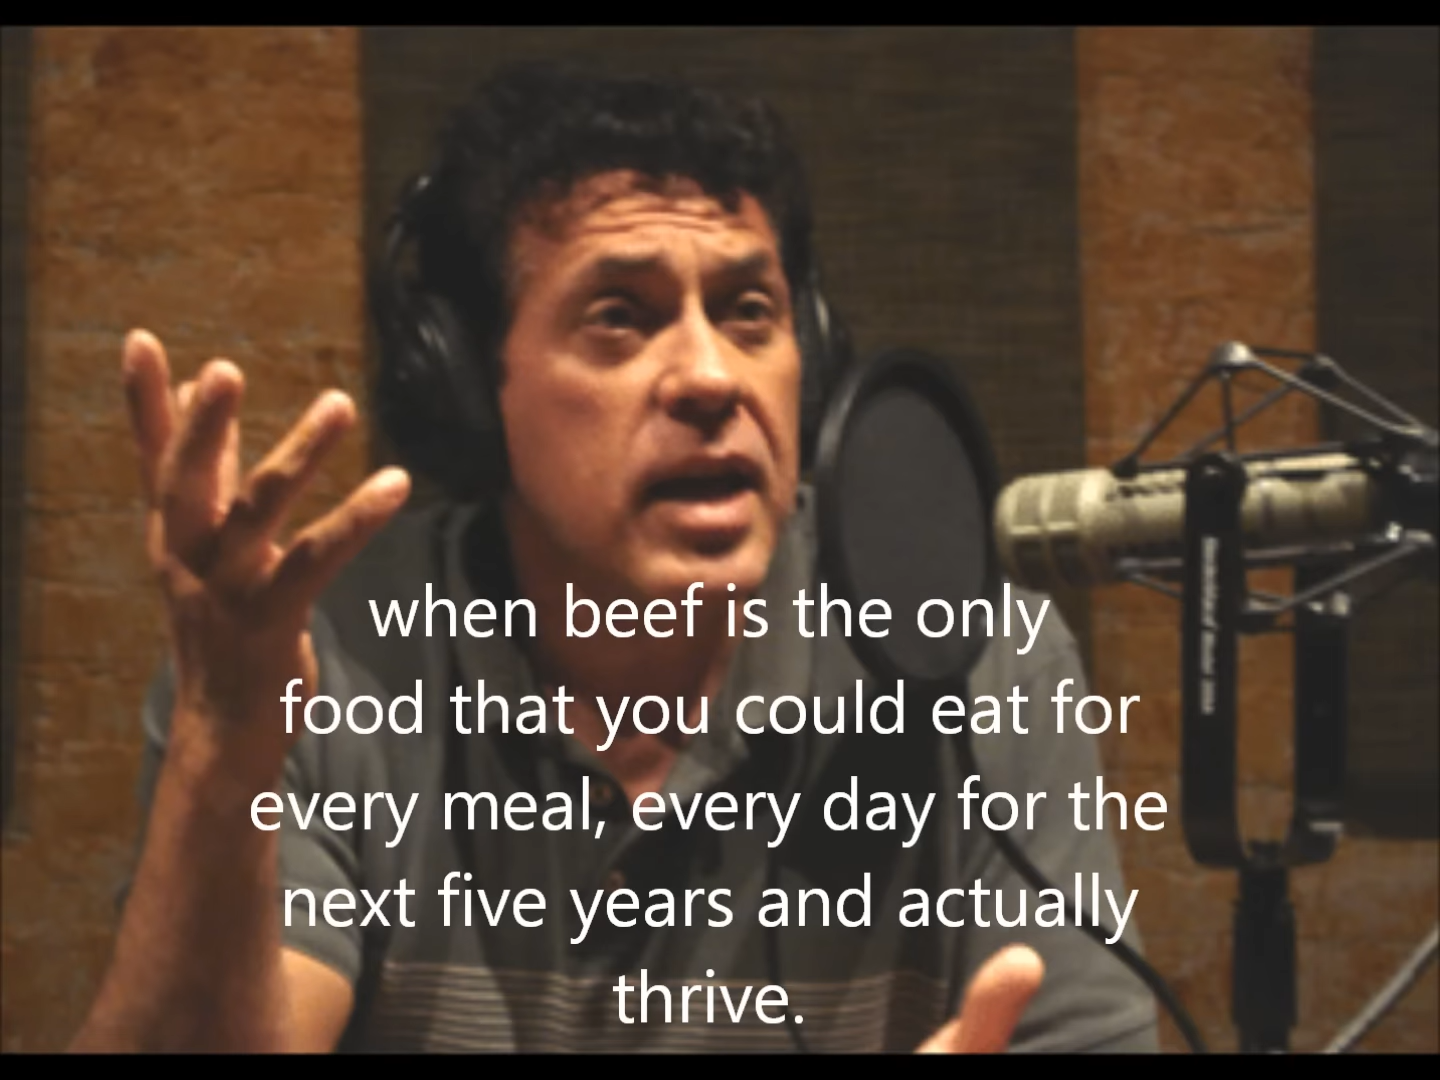 when beef is the only
food that you could eat for
every meal, every day for the
next five years and actually
thrive.